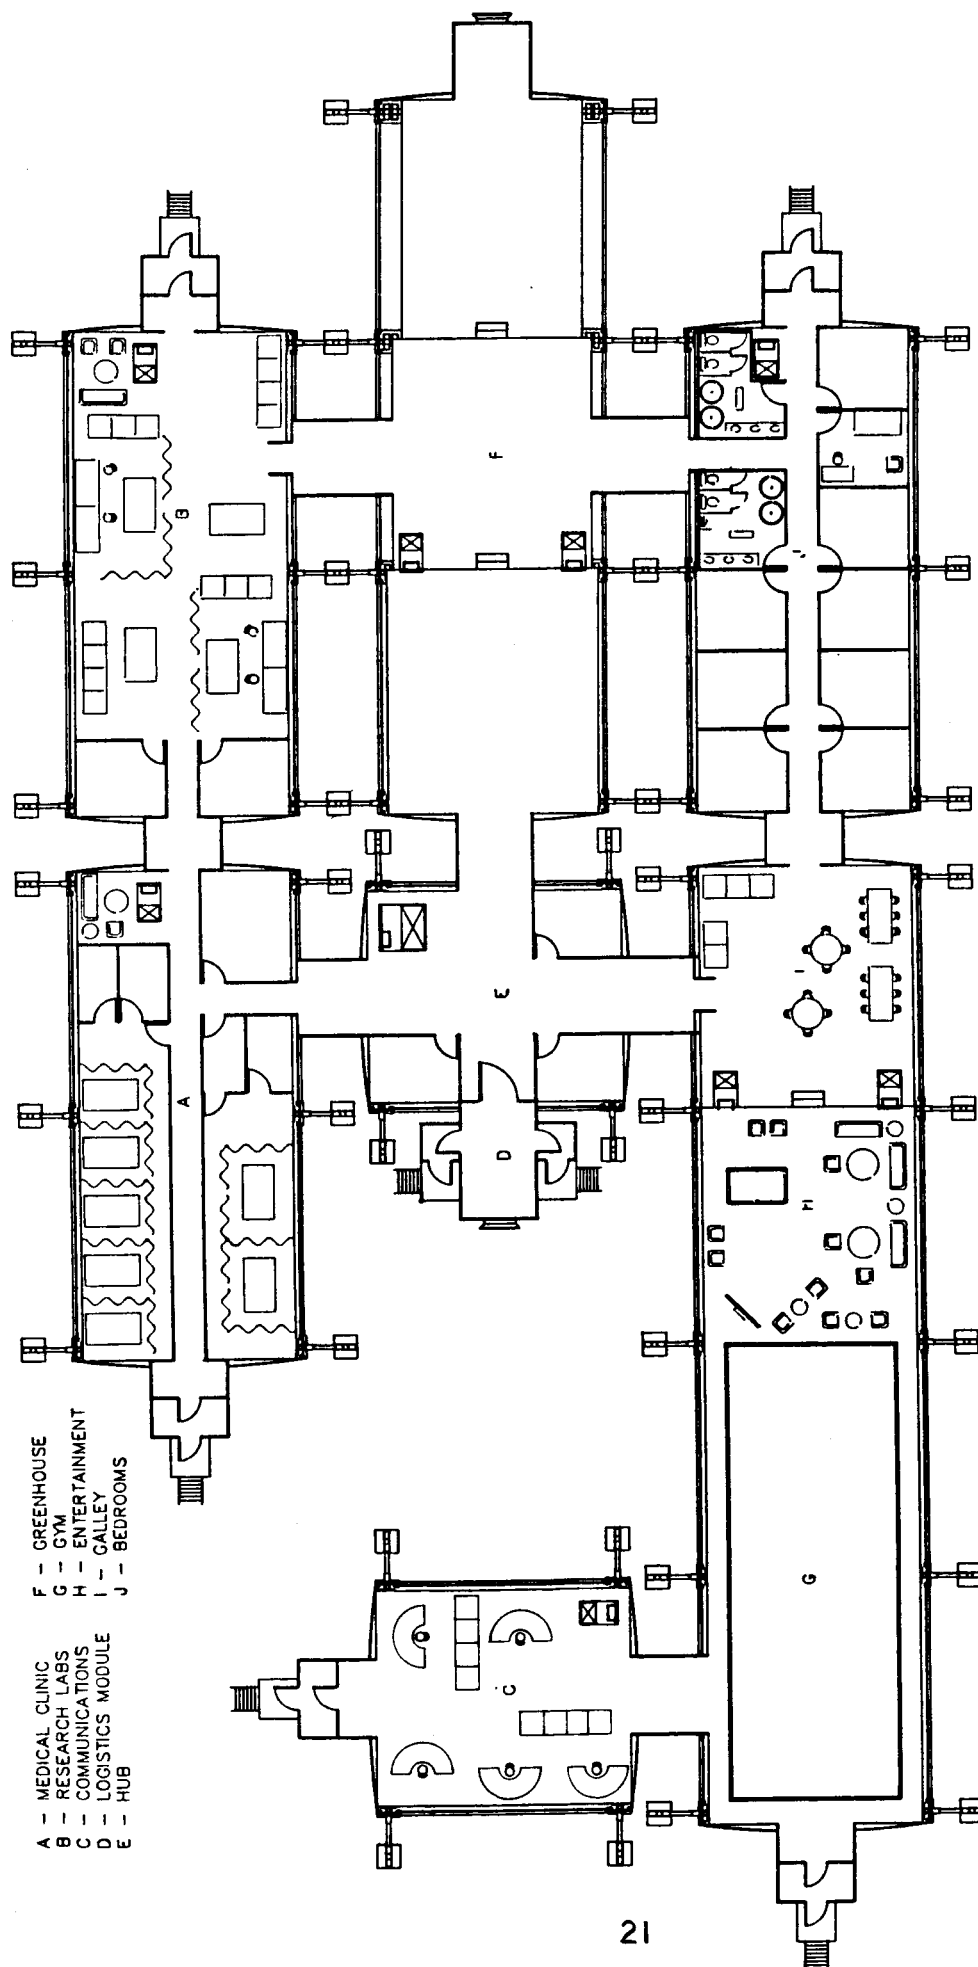 A – MEDICAL CLINIC
B – RESEARCH LABS
C – COMMUNICATIONS
D – LOGISTICS MODULE
E – HUB
F – GREENHOUSE
G – GYM
H – ENTERTAINMENT
I – GALLEY
J – BEDROOMS
A
B
C
D
E
F
G
H
I
21